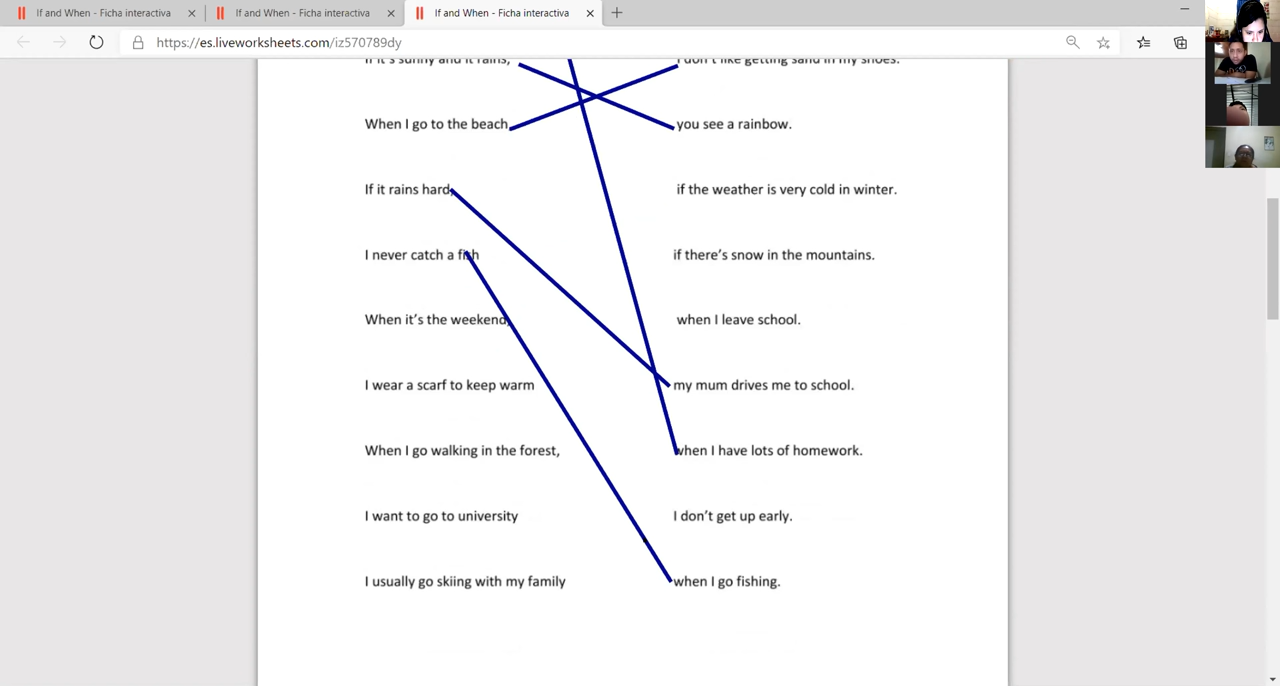 If and When - Ficha interactiva
If and When - Ficha interactiva
If and When - Ficha interactiva
https://es.liveworksheets.com/iz570789dy
If it's sunny and it rains, I don't like getting sand in my shoes.
When I go to the beach, you see a rainbow.
If it rains hard, if the weather is very cold in winter.
I never catch a fish if there's snow in the mountains.
When it's the weekend, when I leave school.
I wear a scarf to keep warm my mum drives me to school.
When I go walking in the forest, when I have lots of homework.
I want to go to university I don't get up early.
I usually go skiing with my family when I go fishing.